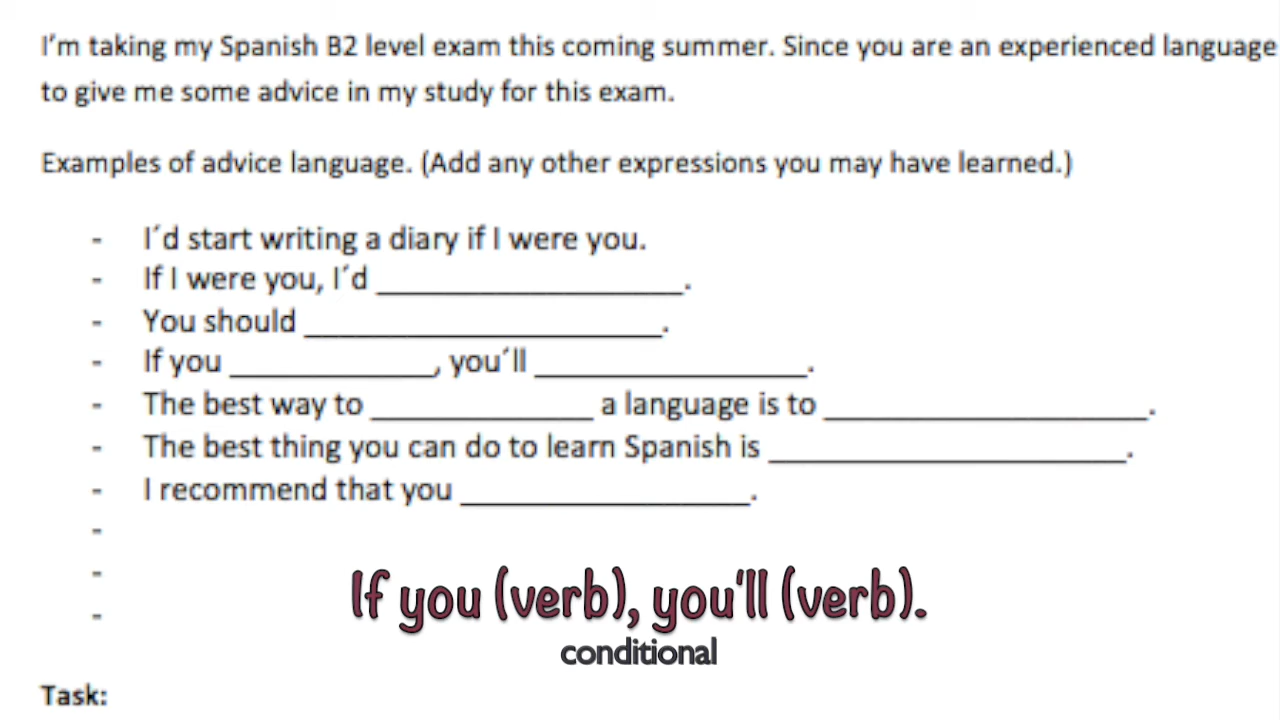 I'm taking my Spanish B2 level exam this coming summer. Since you are an experienced language
to give me some advice in my study for this exam.
Examples of advice language. (Add any other expressions you may have learned.)
- I´d start writing a diary if I were you.
- If I were you, I´d ____________________.
- You should _______________________.
- If you _____________, you´ll _________________.
- The best way to ______________ a language is to _____________________.
- The best thing you can do to learn Spanish is _______________________.
- I recommend that you ___________________.
-
-
-
If you (verb), you'll (verb).
conditional
Task: